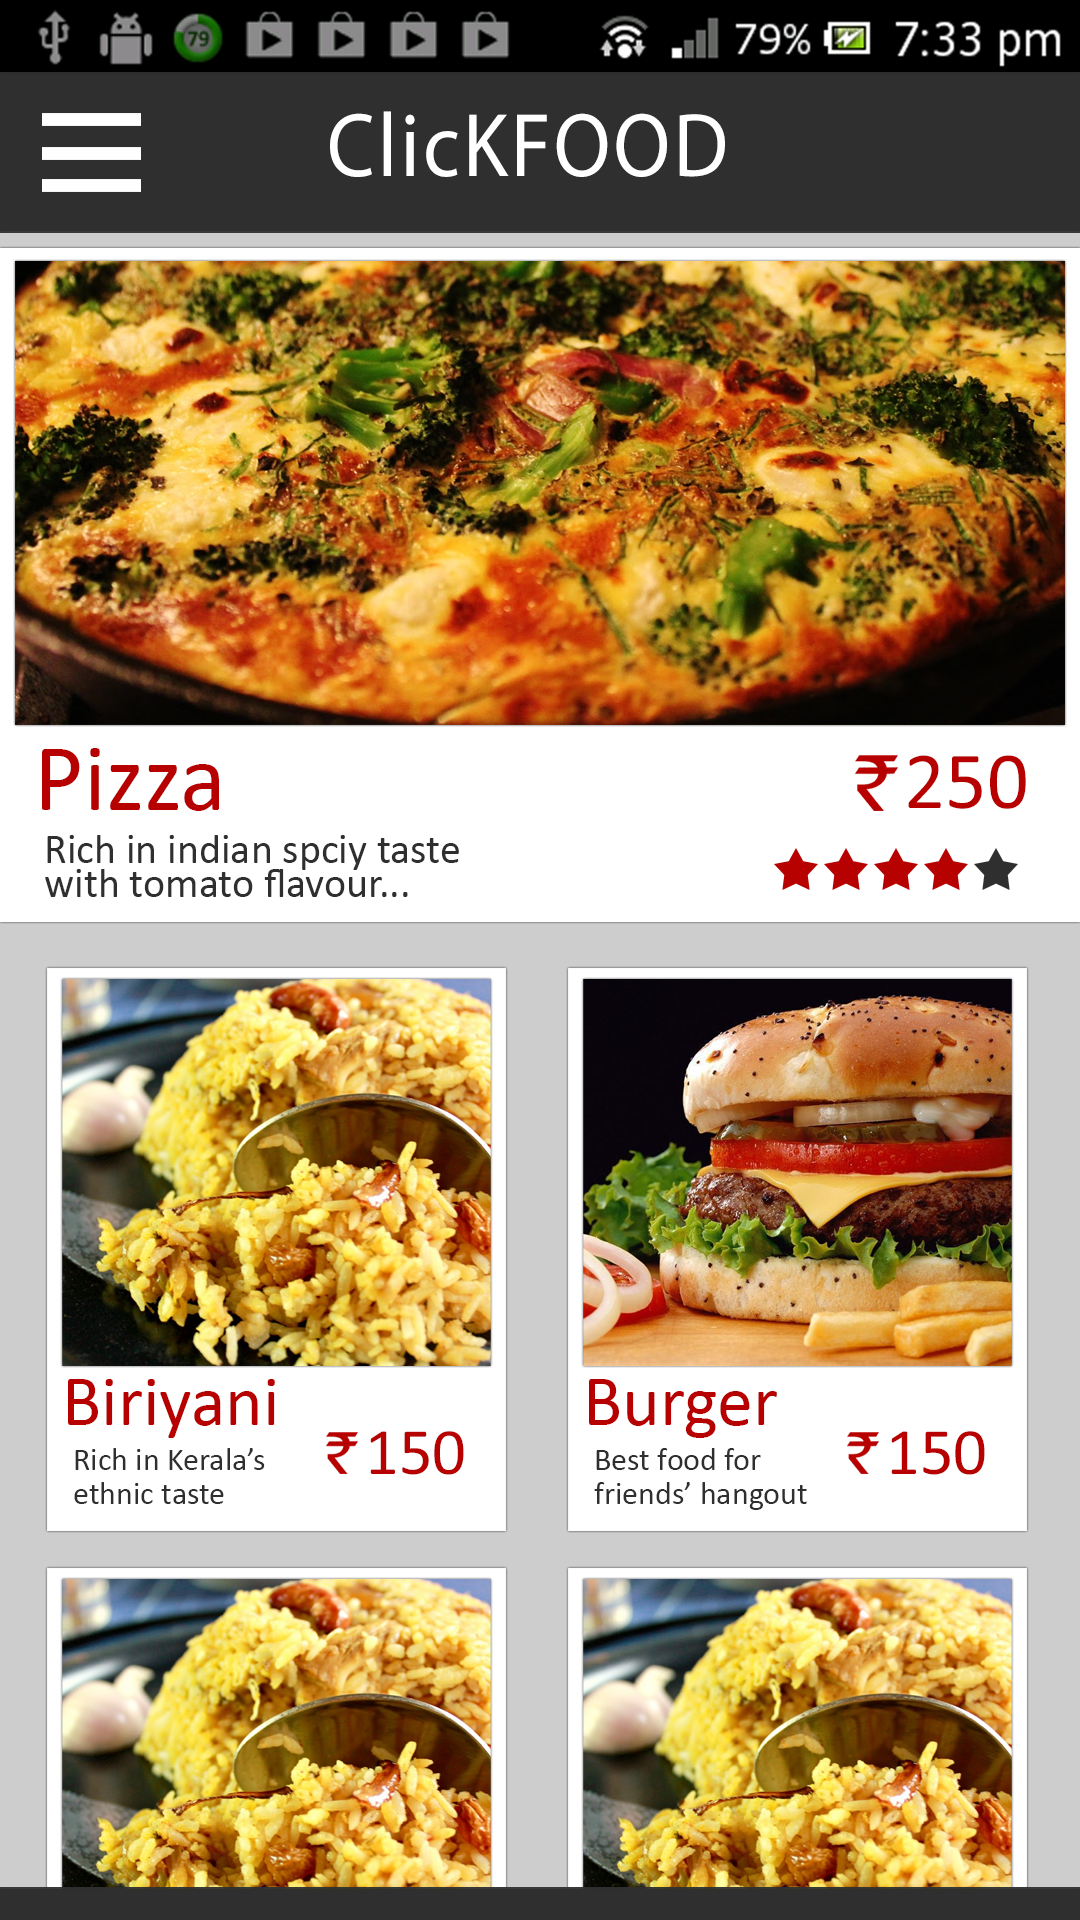 79
79%
7:33 pm
ClicKFOOD
Pizza
₹250
Rich in indian spciy taste
with tomato flavour...
Biriyani
₹150
Rich in Kerala’s
ethnic taste
Burger
₹150
Best food for
friends’ hangout